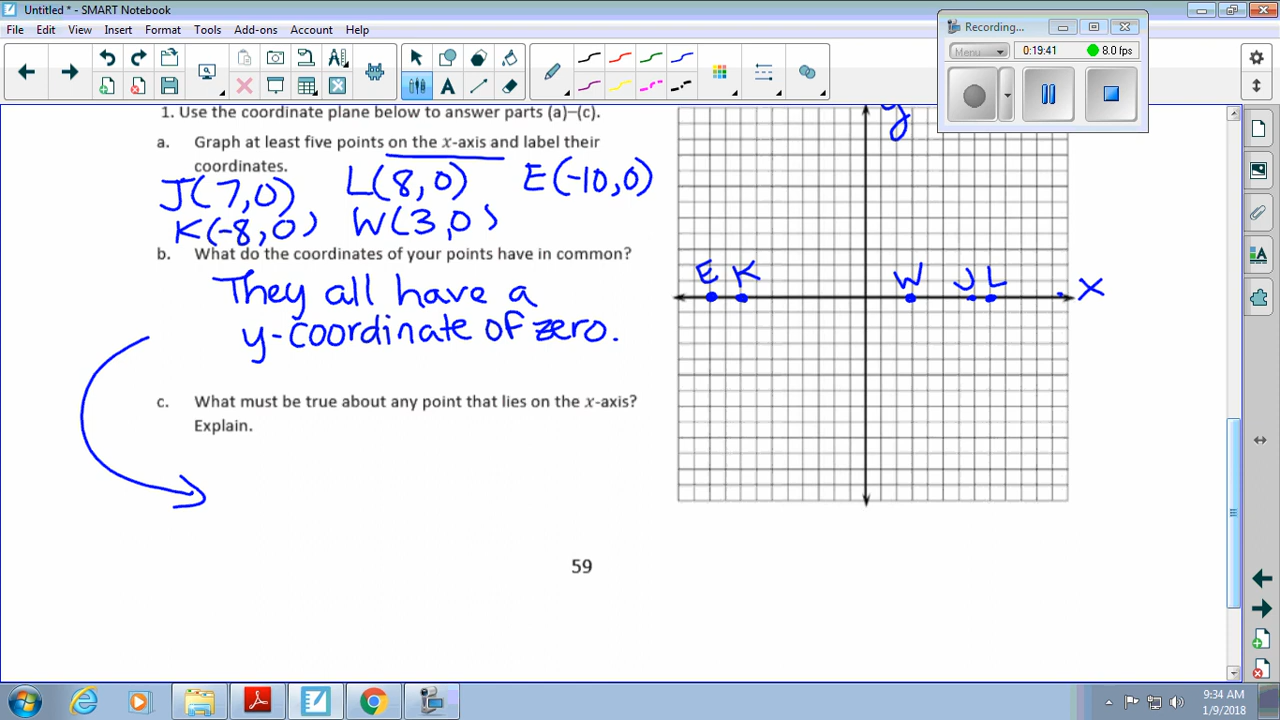 Untitled * - SMART Notebook
File Edit View Insert Format Tools Add-ons Account Help
Recording...
Menu 0:19:41 8.0 fps
1. Use the coordinate plane below to answer parts (a)–(c).
a. Graph at least five points on the x-axis and label their
coordinates.
J(7,0) L(8,0) E(-10,0)
K(-8,0) W(3,0)
b. What do the coordinates of your points have in common?
They all have a
y-coordinate of zero.
c. What must be true about any point that lies on the x-axis?
Explain.
y
E K W J L X
59
9:34 AM
1/9/2018